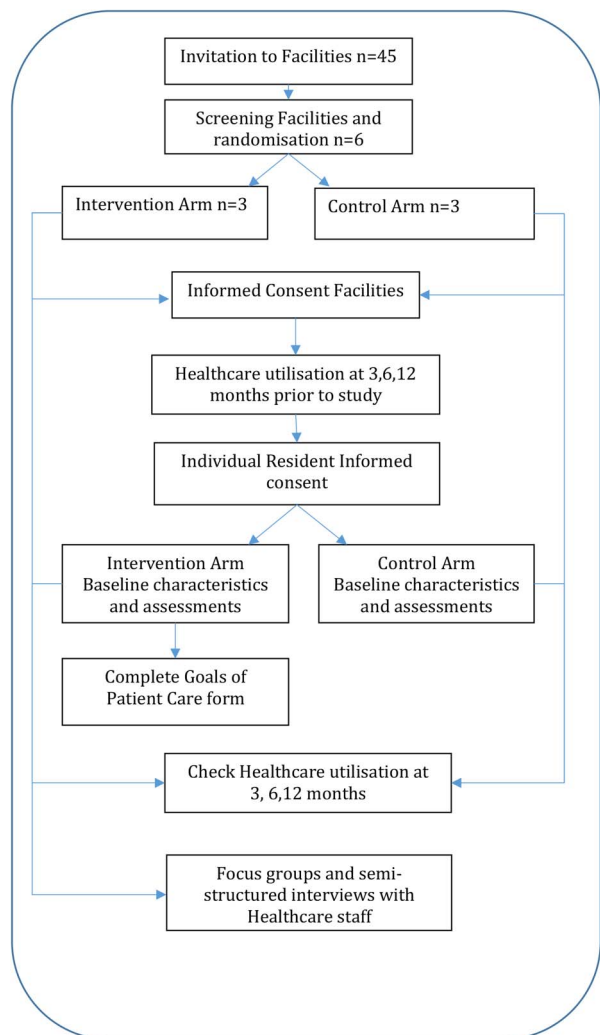 Invitation to Facilities n=45
Screening Facilities and
randomisation n=6
Intervention Arm n=3
Control Arm n=3
Informed Consent Facilities
Healthcare utilisation at 3,6,12
months prior to study
Individual Resident Informed
consent
Intervention Arm
Baseline characteristics
and assessments
Control Arm
Baseline characteristics
and assessments
Complete Goals of
Patient Care form
Check Healthcare utilisation at
3, 6,12 months
Focus groups and semi-
structured interviews with
Healthcare staff